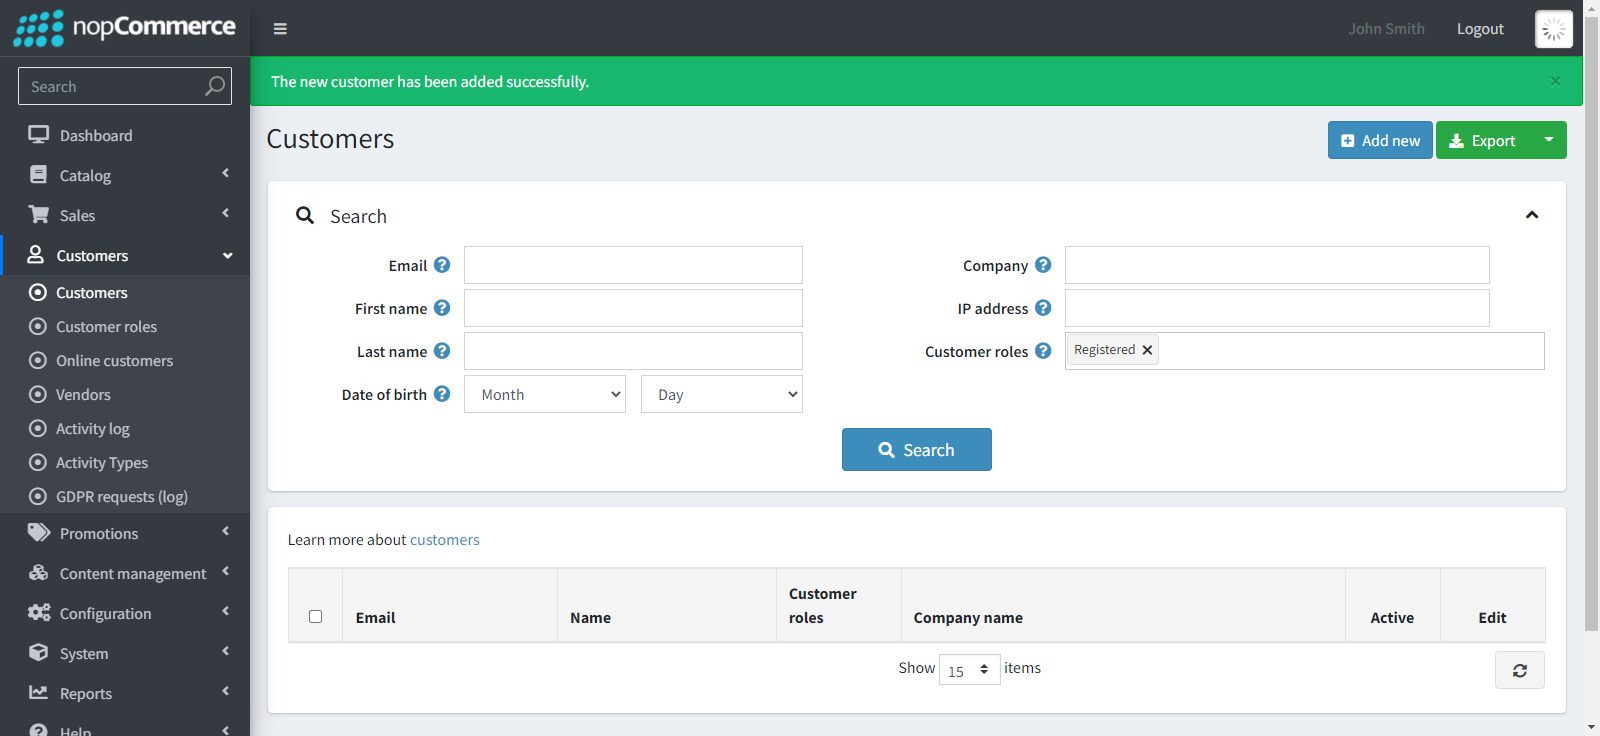 nopCommerce
John Smith
Logout
Search
The new customer has been added successfully.
×
Dashboard
Catalog
Sales
Customers
Customers
Customer roles
Online customers
Vendors
Activity log
Activity Types
GDPR requests (log)
Promotions
Content management
Configuration
System
Reports
Help
Customers
Add new
Export
Search
Email
Company
First name
IP address
Last name
Customer roles
Registered ×
Date of birth
Month
Day
Search
Learn more about customers
Email
Name
Customer roles
Company name
Active
Edit
Show 15 items